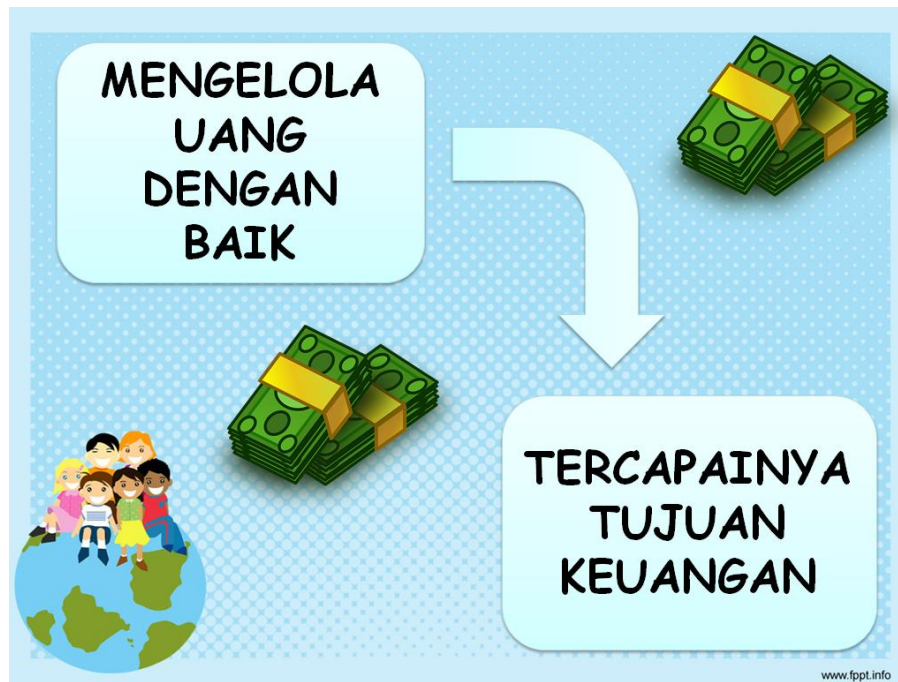 MENGELOLA
UANG
DENGAN
BAIK
TERCAPAINYA
TUJUAN
KEUANGAN
www.fppt.info